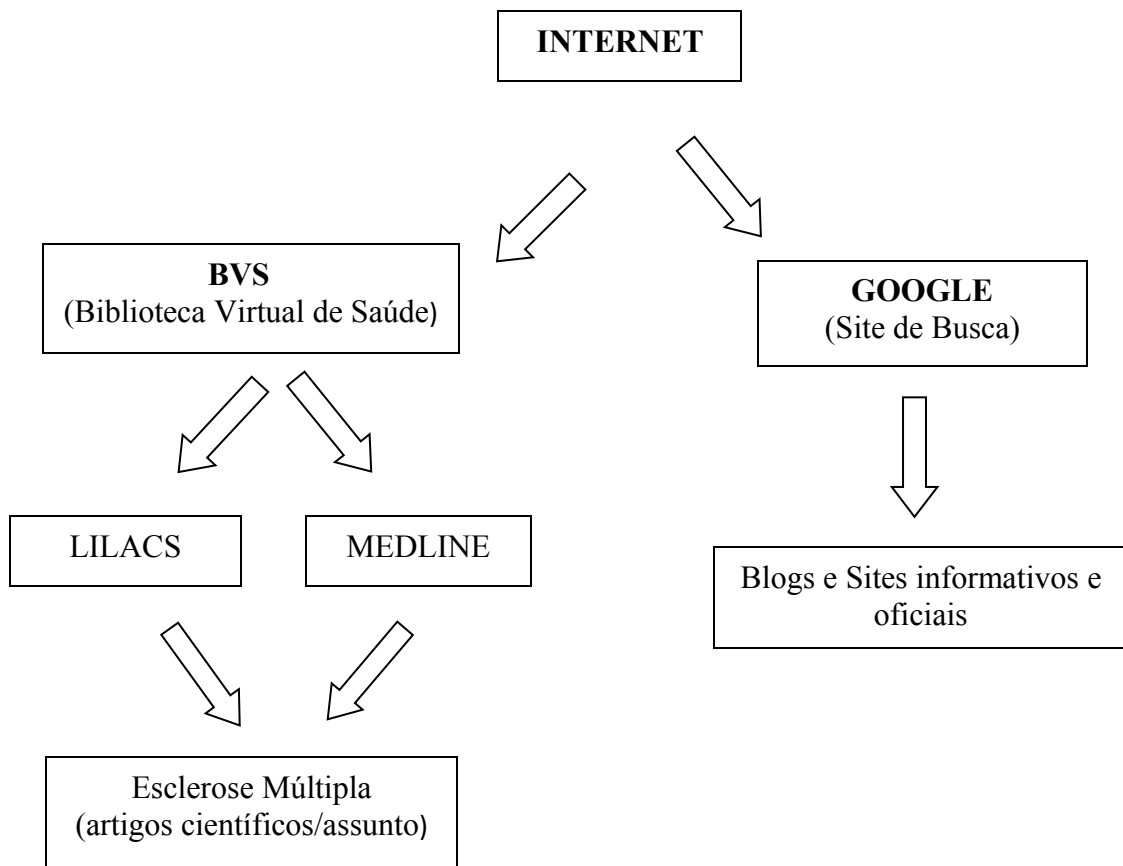 INTERNET
BVS
(Biblioteca Virtual de Saúde)
GOOGLE
(Site de Busca)
LILACS
MEDLINE
Blogs e Sites informativos e
oficiais
Esclerose Múltipla
(artigos científicos/assunto)